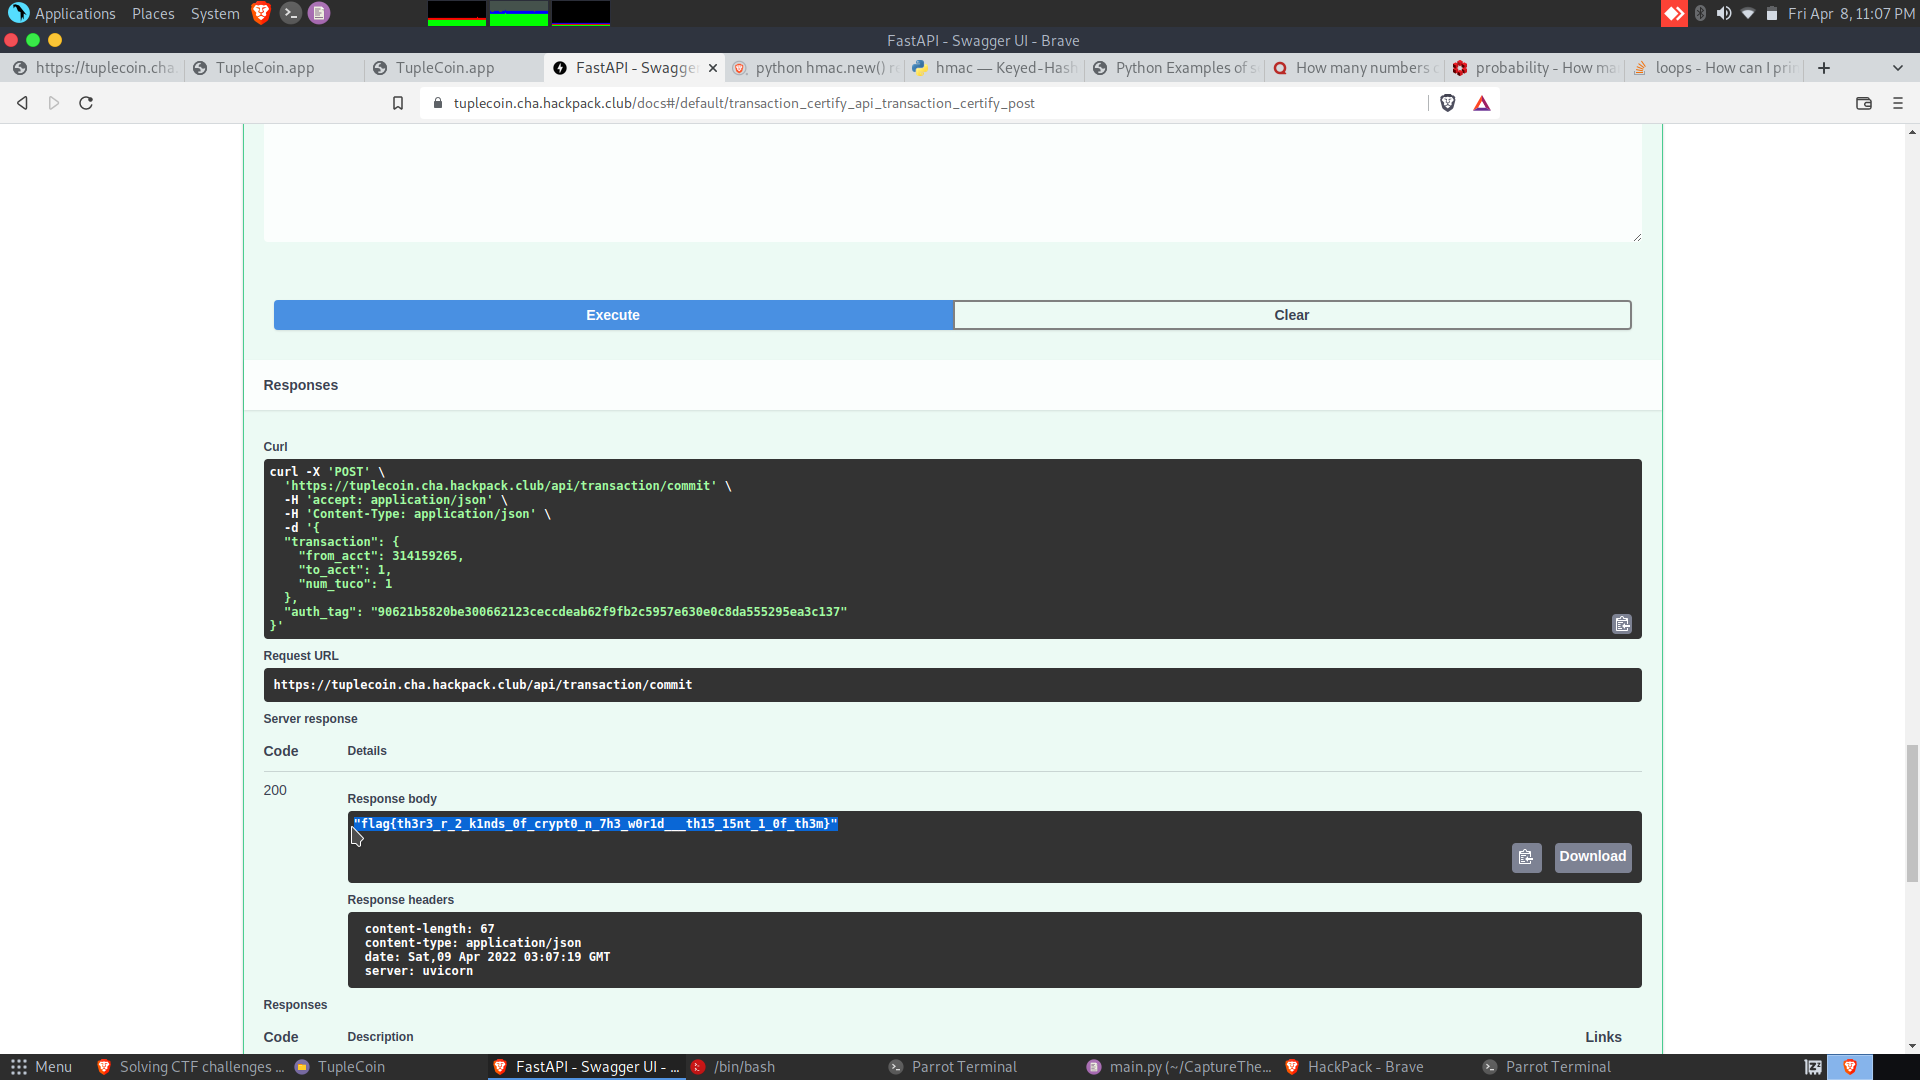 Applications Places System Fri Apr 8, 11:07 PM
FastAPI - Swagger UI - Brave
https://tuplecoin.cha. TupleCoin.app TupleCoin.app FastAPI - Swagge python hmac.new() hmac — Keyed-Hash Python Examples of How many numbers probability - How ma loops - How can I pri
tuplecoin.cha.hackpack.club/docs#/default/transaction_certify_api_transaction_certify_post
Execute Clear
Responses
Curl
curl -X 'POST' \
'https://tuplecoin.cha.hackpack.club/api/transaction/commit' \
-H 'accept: application/json' \
-H 'Content-Type: application/json' \
-d '{
"transaction": {
"from_acct": 314159265,
"to_acct": 1,
"num_tuco": 1
},
"auth_tag": "90621b5820be300662123ceccdeab62f9fb2c5957e630e0c8da555295ea3c137"
}'
Request URL
https://tuplecoin.cha.hackpack.club/api/transaction/commit
Server response
Code Details
200
Response body
"flag{th3r3_r_2_k1nds_0f_crypt0_n_7h3_w0r1d___th15_15nt_1_0f_th3m}"
Download
Response headers
content-length: 67
content-type: application/json
date: Sat,09 Apr 2022 03:07:19 GMT
server: uvicorn
Responses
Code Description Links
Menu Solving CTF challenges ... TupleCoin FastAPI - Swagger UI - ... /bin/bash Parrot Terminal main.py (~/CaptureThe... HackPack - Brave Parrot Terminal